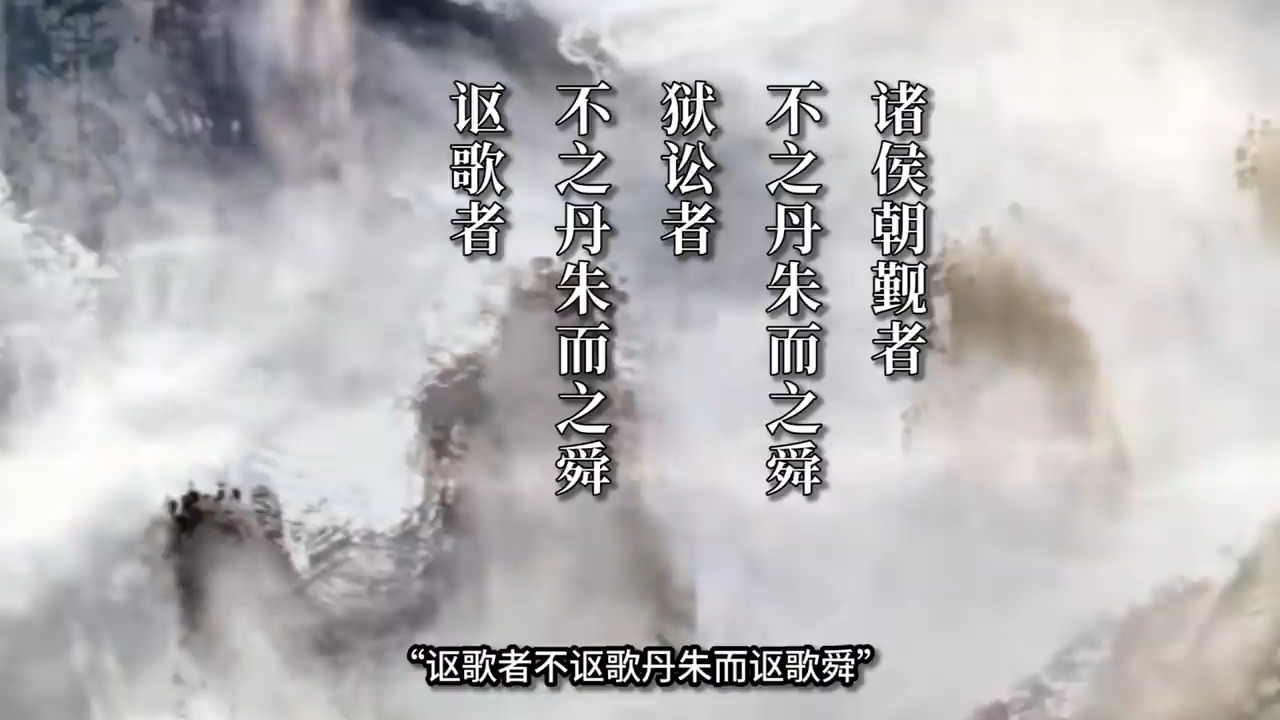 诸侯朝觐者
不之丹朱而之舜
狱讼者
不之丹朱而之舜
讴歌者
“讴歌者不讴歌丹朱而讴歌舜”